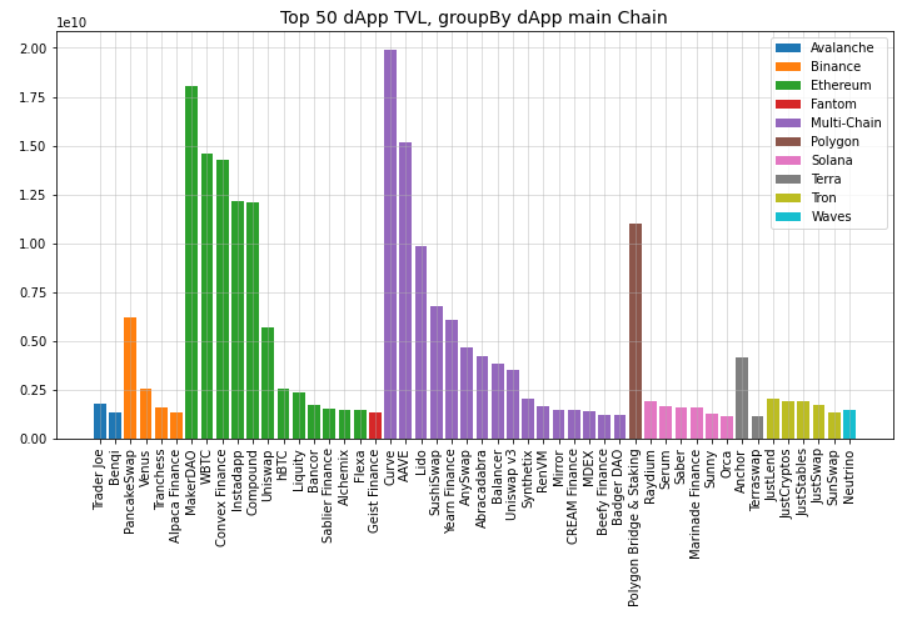 Top 50 dApp TVL, groupBy dApp main Chain
1e10
2.00
1.75
1.50
1.25
1.00
0.75
0.50
0.25
0.00
Avalanche
Binance
Ethereum
Fantom
Multi-Chain
Polygon
Solana
Terra
Tron
Waves
Trader Joe
Benqi
PancakeSwap
Venus
Tranchess
Alpaca Finance
MakerDAO
WBTC
Convex Finance
Instadapp
Compound
Uniswap
hBTC
Liquity
Bancor
Sablier Finance
Alchemix
Flexa
Geist Finance
Curve
AAVE
Lido
SushiSwap
Yearn Finance
AnySwap
Abracadabra
Balancer
Uniswap v3
Synthetix
RenVM
Mirror
CREAM Finance
MDEX
Beefy Finance
Badger DAO
Polygon Bridge & Staking
Raydium
Serum
Saber
Marinade Finance
Sunny
Orca
Anchor
Terraswap
JustLend
JustCryptos
JustStables
JustSwap
SunSwap
Neutrino